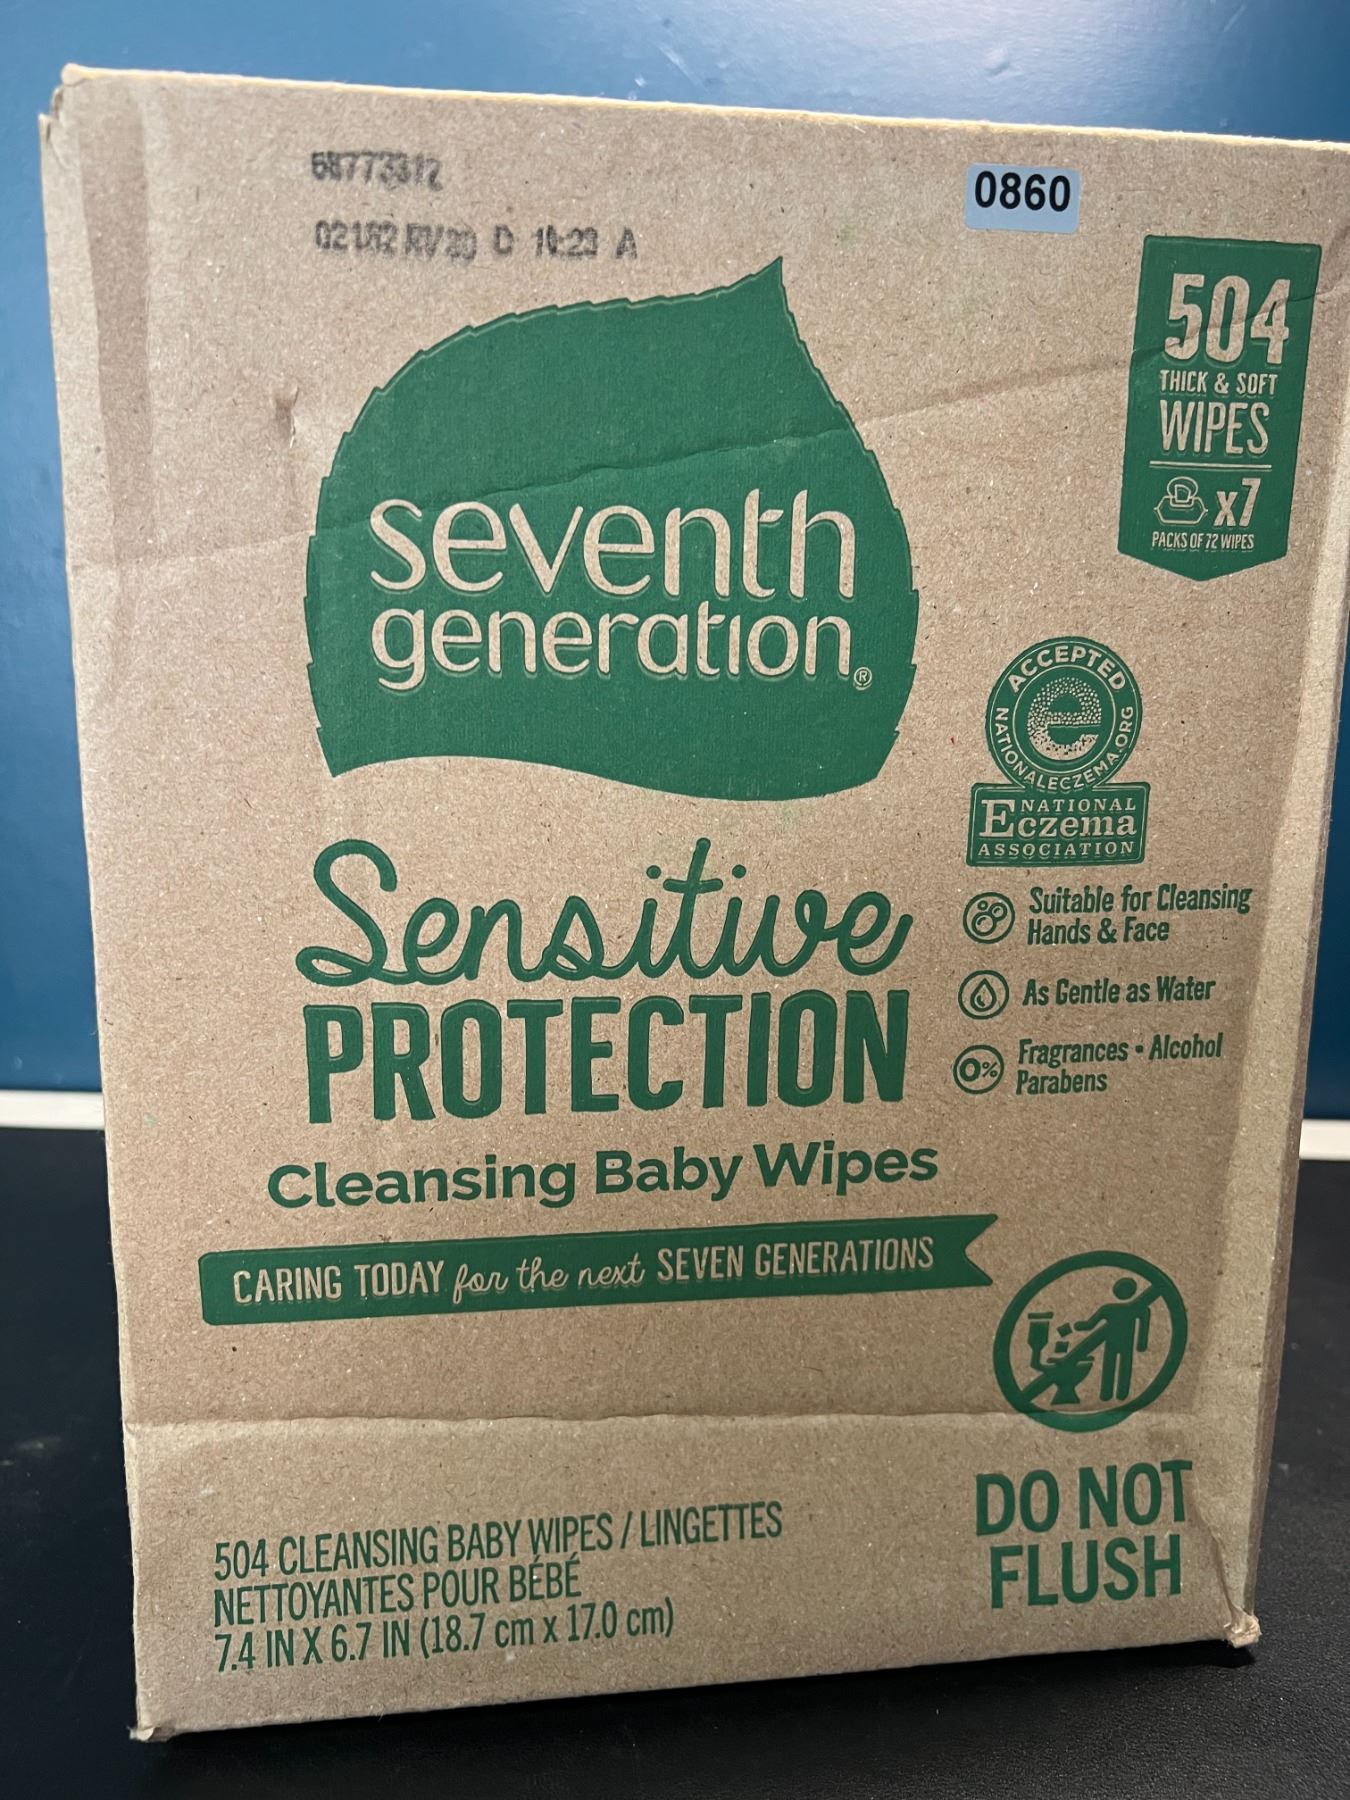 0860
504
THICK & SOFT
WIPES
x7
PACKS OF 72 WIPES
seventh
generation®
ACCEPTED
NATIONALECZEMA.ORG
NATIONAL
Eczema
ASSOCIATION
Sensitive
PROTECTION
Cleansing Baby Wipes
Suitable for Cleansing
Hands & Face
As Gentle as Water
0%
Fragrances • Alcohol
Parabens
CARING TODAY for the next SEVEN GENERATIONS
DO NOT
FLUSH
504 CLEANSING BABY WIPES / LINGETTES
NETTOYANTES POUR BÉBÉ
7.4 IN X 6.7 IN (18.7 cm x 17.0 cm)